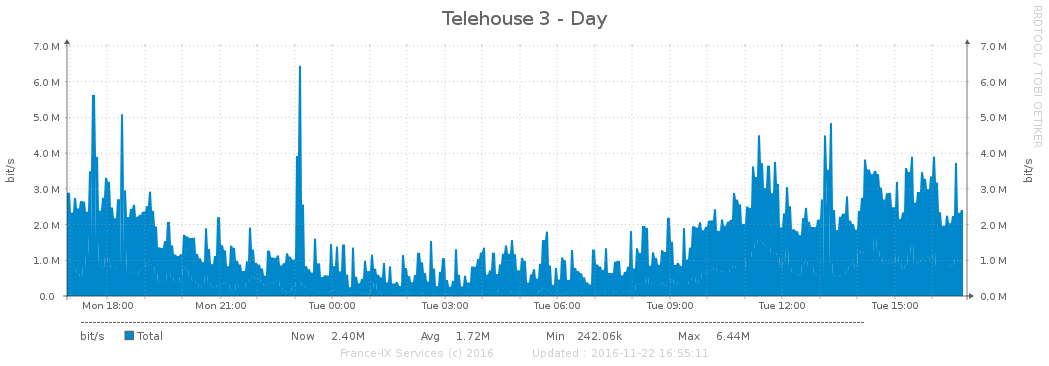 Telehouse 3 - Day
RRDTOOL / TOBI OETIKER
bit/s
bit/s
7.0 M 7.0 M
6.0 M 6.0 M
5.0 M 5.0 M
4.0 M 4.0 M
3.0 M 3.0 M
2.0 M 2.0 M
1.0 M 1.0 M
0.0 0.0 M
Mon 18:00 Mon 21:00 Tue 00:00 Tue 03:00 Tue 06:00 Tue 09:00 Tue 12:00 Tue 15:00
bit/s Total Now 2.40M Avg 1.72M Min 242.06k Max 6.44M
France-IX Services (c) 2016 Updated : 2016-11-22 16:55:11